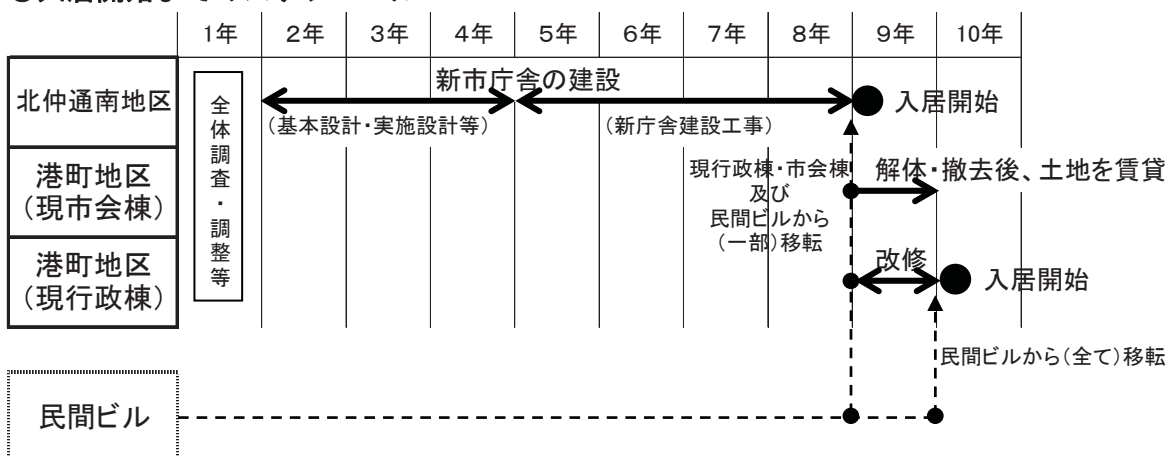 1年 2年 3年 4年 5年 6年 7年 8年 9年 10年
北仲通南地区
全体調査・調整等
新市庁舎の建設
(基本設計・実施設計等)
(新庁舎建設工事)
入居開始
港町地区
(現市会棟)
現行政棟・市会棟
及び
民間ビルから
(一部)移転
解体・撤去後、土地を賃貸
港町地区
(現行政棟)
改修
入居開始
民間ビルから(全て)移転
民間ビル